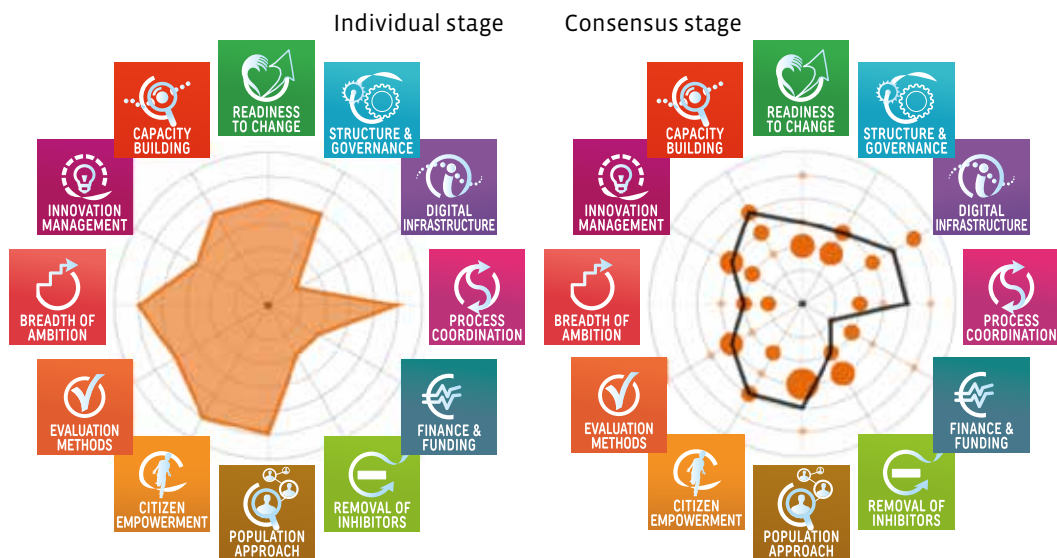 Individual stage
Consensus stage
READINESS
TO CHANGE
STRUCTURE &
GOVERNANCE
DIGITAL
INFRASTRUCTURE
PROCESS
COORDINATION
FINANCE &
FUNDING
REMOVAL OF
INHIBITORS
POPULATION
APPROACH
CITIZEN
EMPOWERMENT
EVALUATION
METHODS
BREADTH OF
AMBITION
INNOVATION
MANAGEMENT
CAPACITY
BUILDING
READINESS
TO CHANGE
STRUCTURE &
GOVERNANCE
DIGITAL
INFRASTRUCTURE
PROCESS
COORDINATION
FINANCE &
FUNDING
REMOVAL OF
INHIBITORS
POPULATION
APPROACH
CITIZEN
EMPOWERMENT
EVALUATION
METHODS
BREADTH OF
AMBITION
INNOVATION
MANAGEMENT
CAPACITY
BUILDING